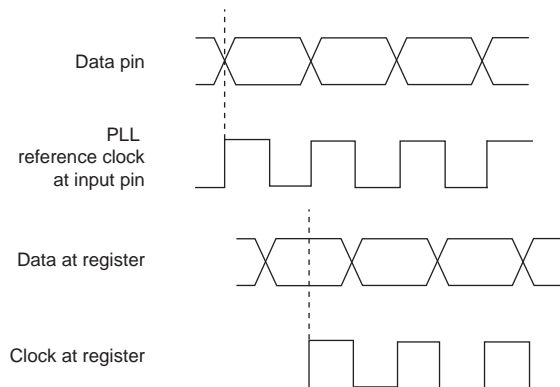 Data pin
PLL
reference clock
at input pin
Data at register
Clock at register